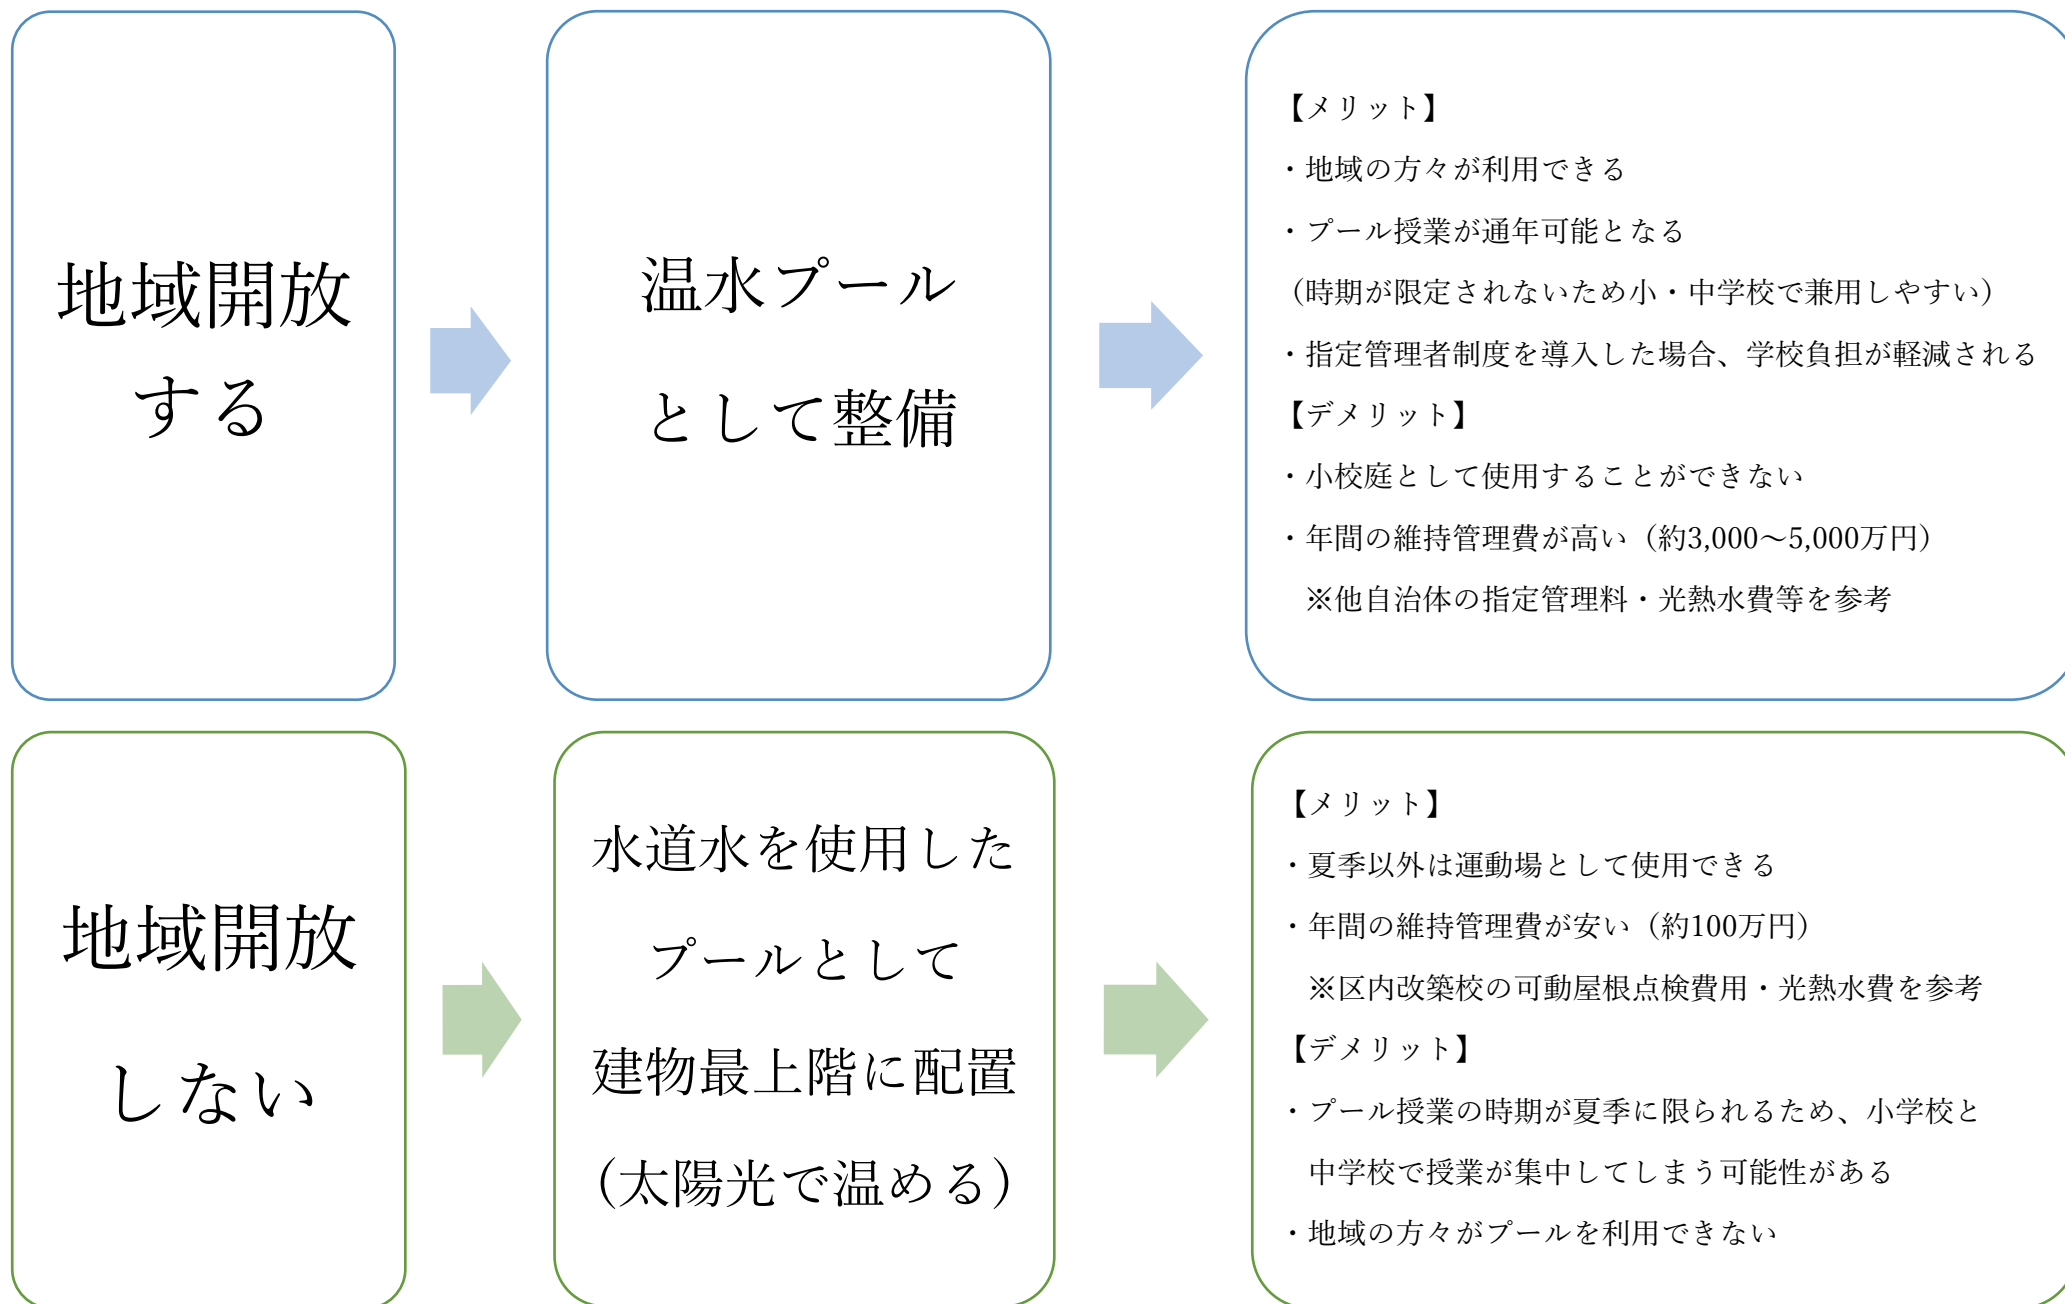 地域開放
する
温水プール
として整備
【メリット】
・地域の方々が利用できる
・プール授業が通年可能となる
（時期が限定されないため小・中学校で兼用しやすい）
・指定管理者制度を導入した場合、学校負担が軽減される
【デメリット】
・小校庭として使用することができない
・年間の維持管理費が高い（約3,000～5,000万円）
※他自治体の指定管理料・光熱水費等を参考
地域開放
しない
水道水を使用した
プールとして
建物最上階に配置
（太陽光で温める）
【メリット】
・夏季以外は運動場として使用できる
・年間の維持管理費が安い（約100万円）
※区内改築校の可動屋根点検費用・光熱水費を参考
【デメリット】
・プール授業の時期が夏季に限られるため、小学校と
中学校で授業が集中してしまう可能性がある
・地域の方々がプールを利用できない